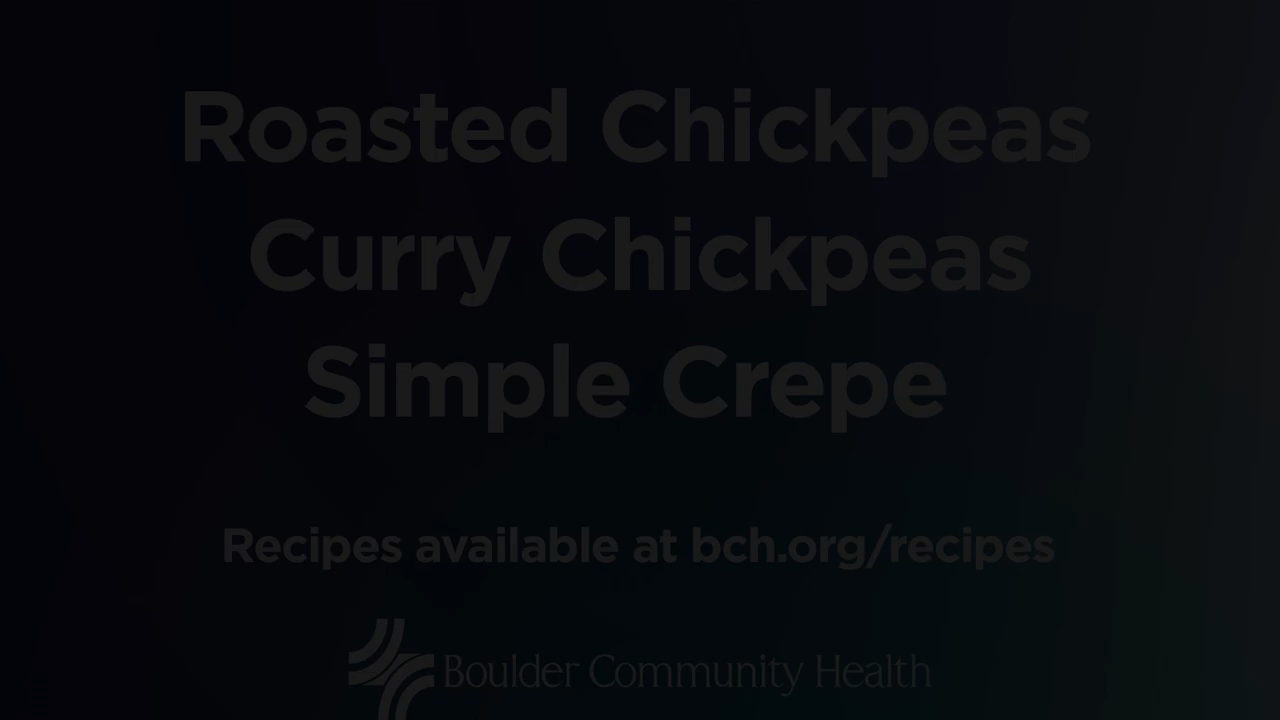 Roasted Chickpeas
Curry Chickpeas
Simple Crepe
Recipes available at bch.org/recipes
Boulder Community Health